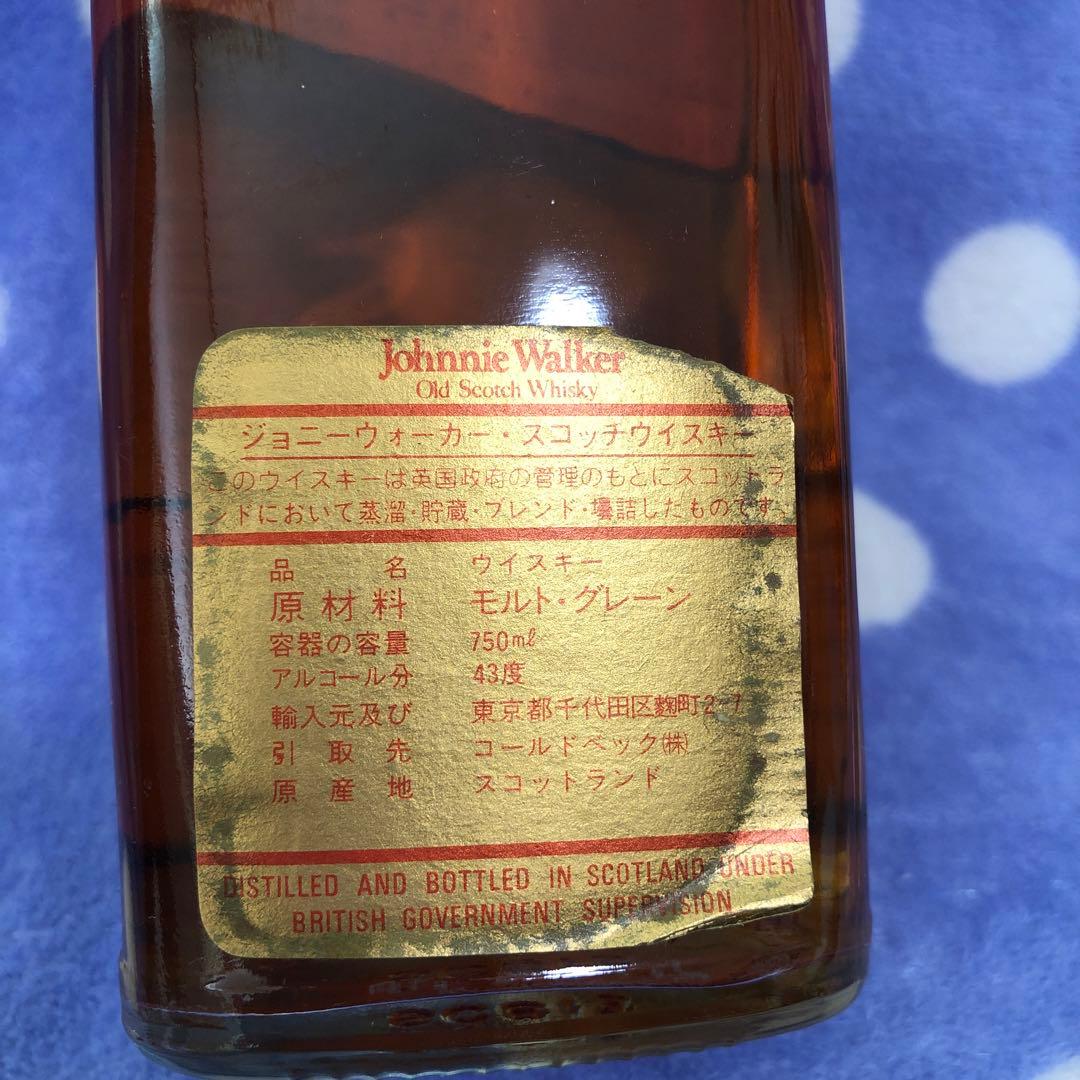 Johnnie Walker
Old Scotch Whisky
ジョニーウォーカー・スコッチウイスキー
このウイスキーは英国政府の管理のもとにスコットラ
ンドにおいて蒸溜・貯蔵・ブレンド・壜詰したものです。
品名 ウイスキー
原材料 モルト・グレーン
容器の容量 750ml
アルコール分 43度
輸入元及び 東京都千代田区麹町2-7
引取先 コールドベック(株)
原産地 スコットランド
DISTILLED AND BOTTLED IN SCOTLAND UNDER
BRITISH GOVERNMENT SUPERVISION